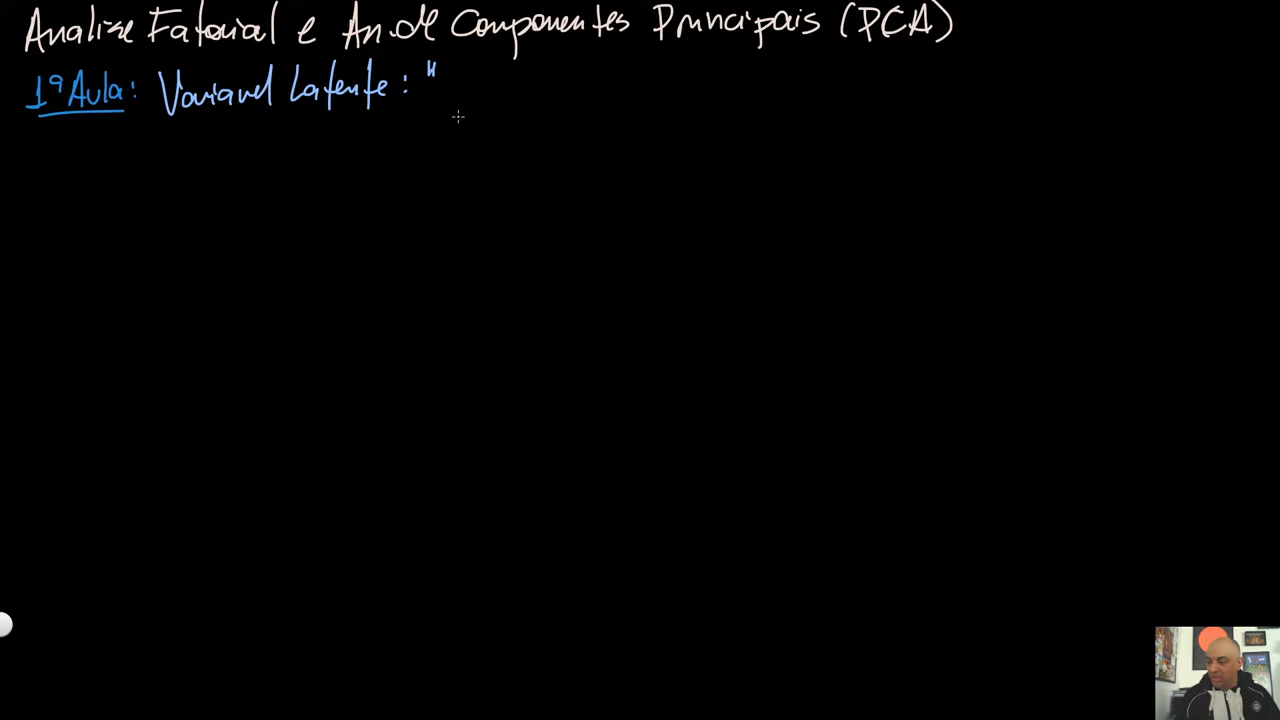 Analise Fatorial e An. de Componentes Principais (PCA)
1ª Aula: Variavel Latente: "